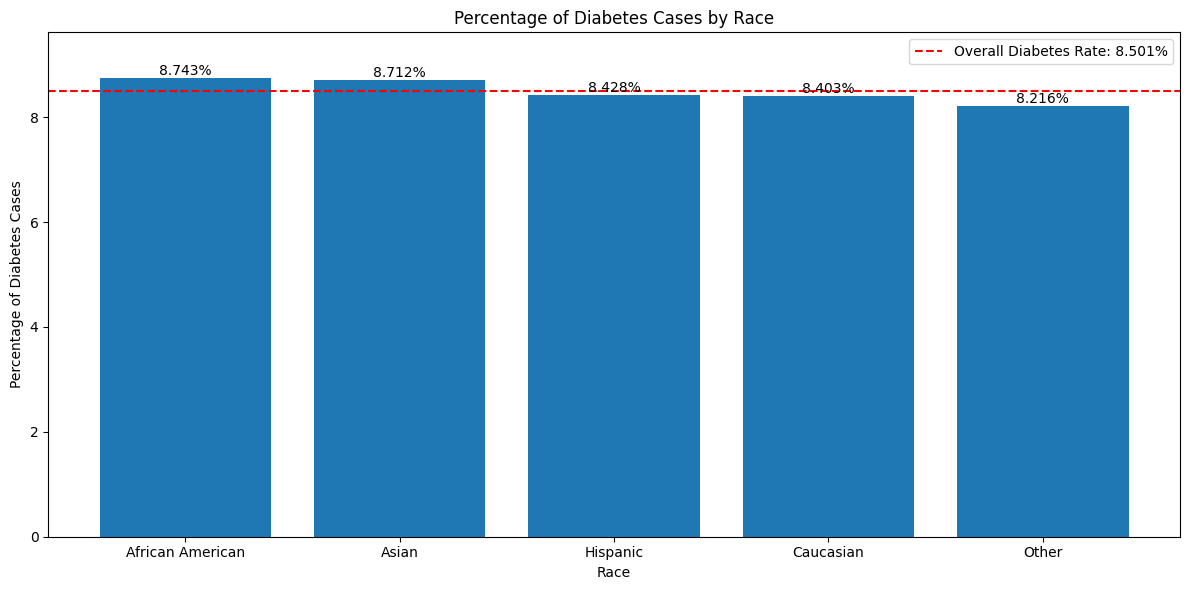 Percentage of Diabetes Cases by Race
Overall Diabetes Rate: 8.501%
8.743%
8.712%
8.428%
8.403%
8.216%
Percentage of Diabetes Cases
8
6
4
2
0
African American
Asian
Hispanic
Caucasian
Other
Race